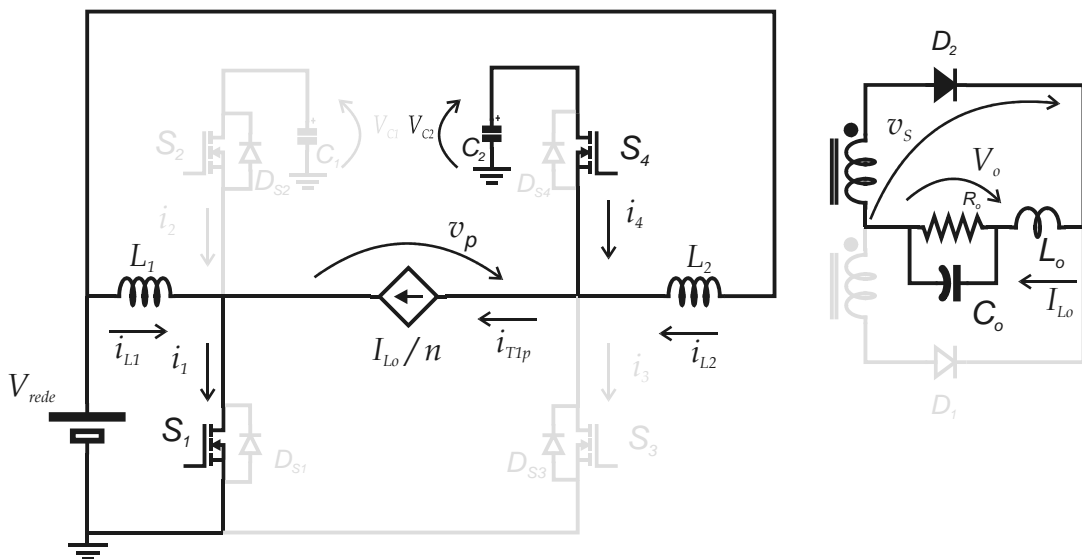 S2
+
C1
VC1
VC2
+
C2
DS2
DS4
S4
i2
i4
L1
vp
L2
iL1
i1
ILo/n
iT1p
i3
iL2
Vrede
S1
DS1
DS3
S3
D2
vS
Vo
Ro
Lo
Co
ILo
D1